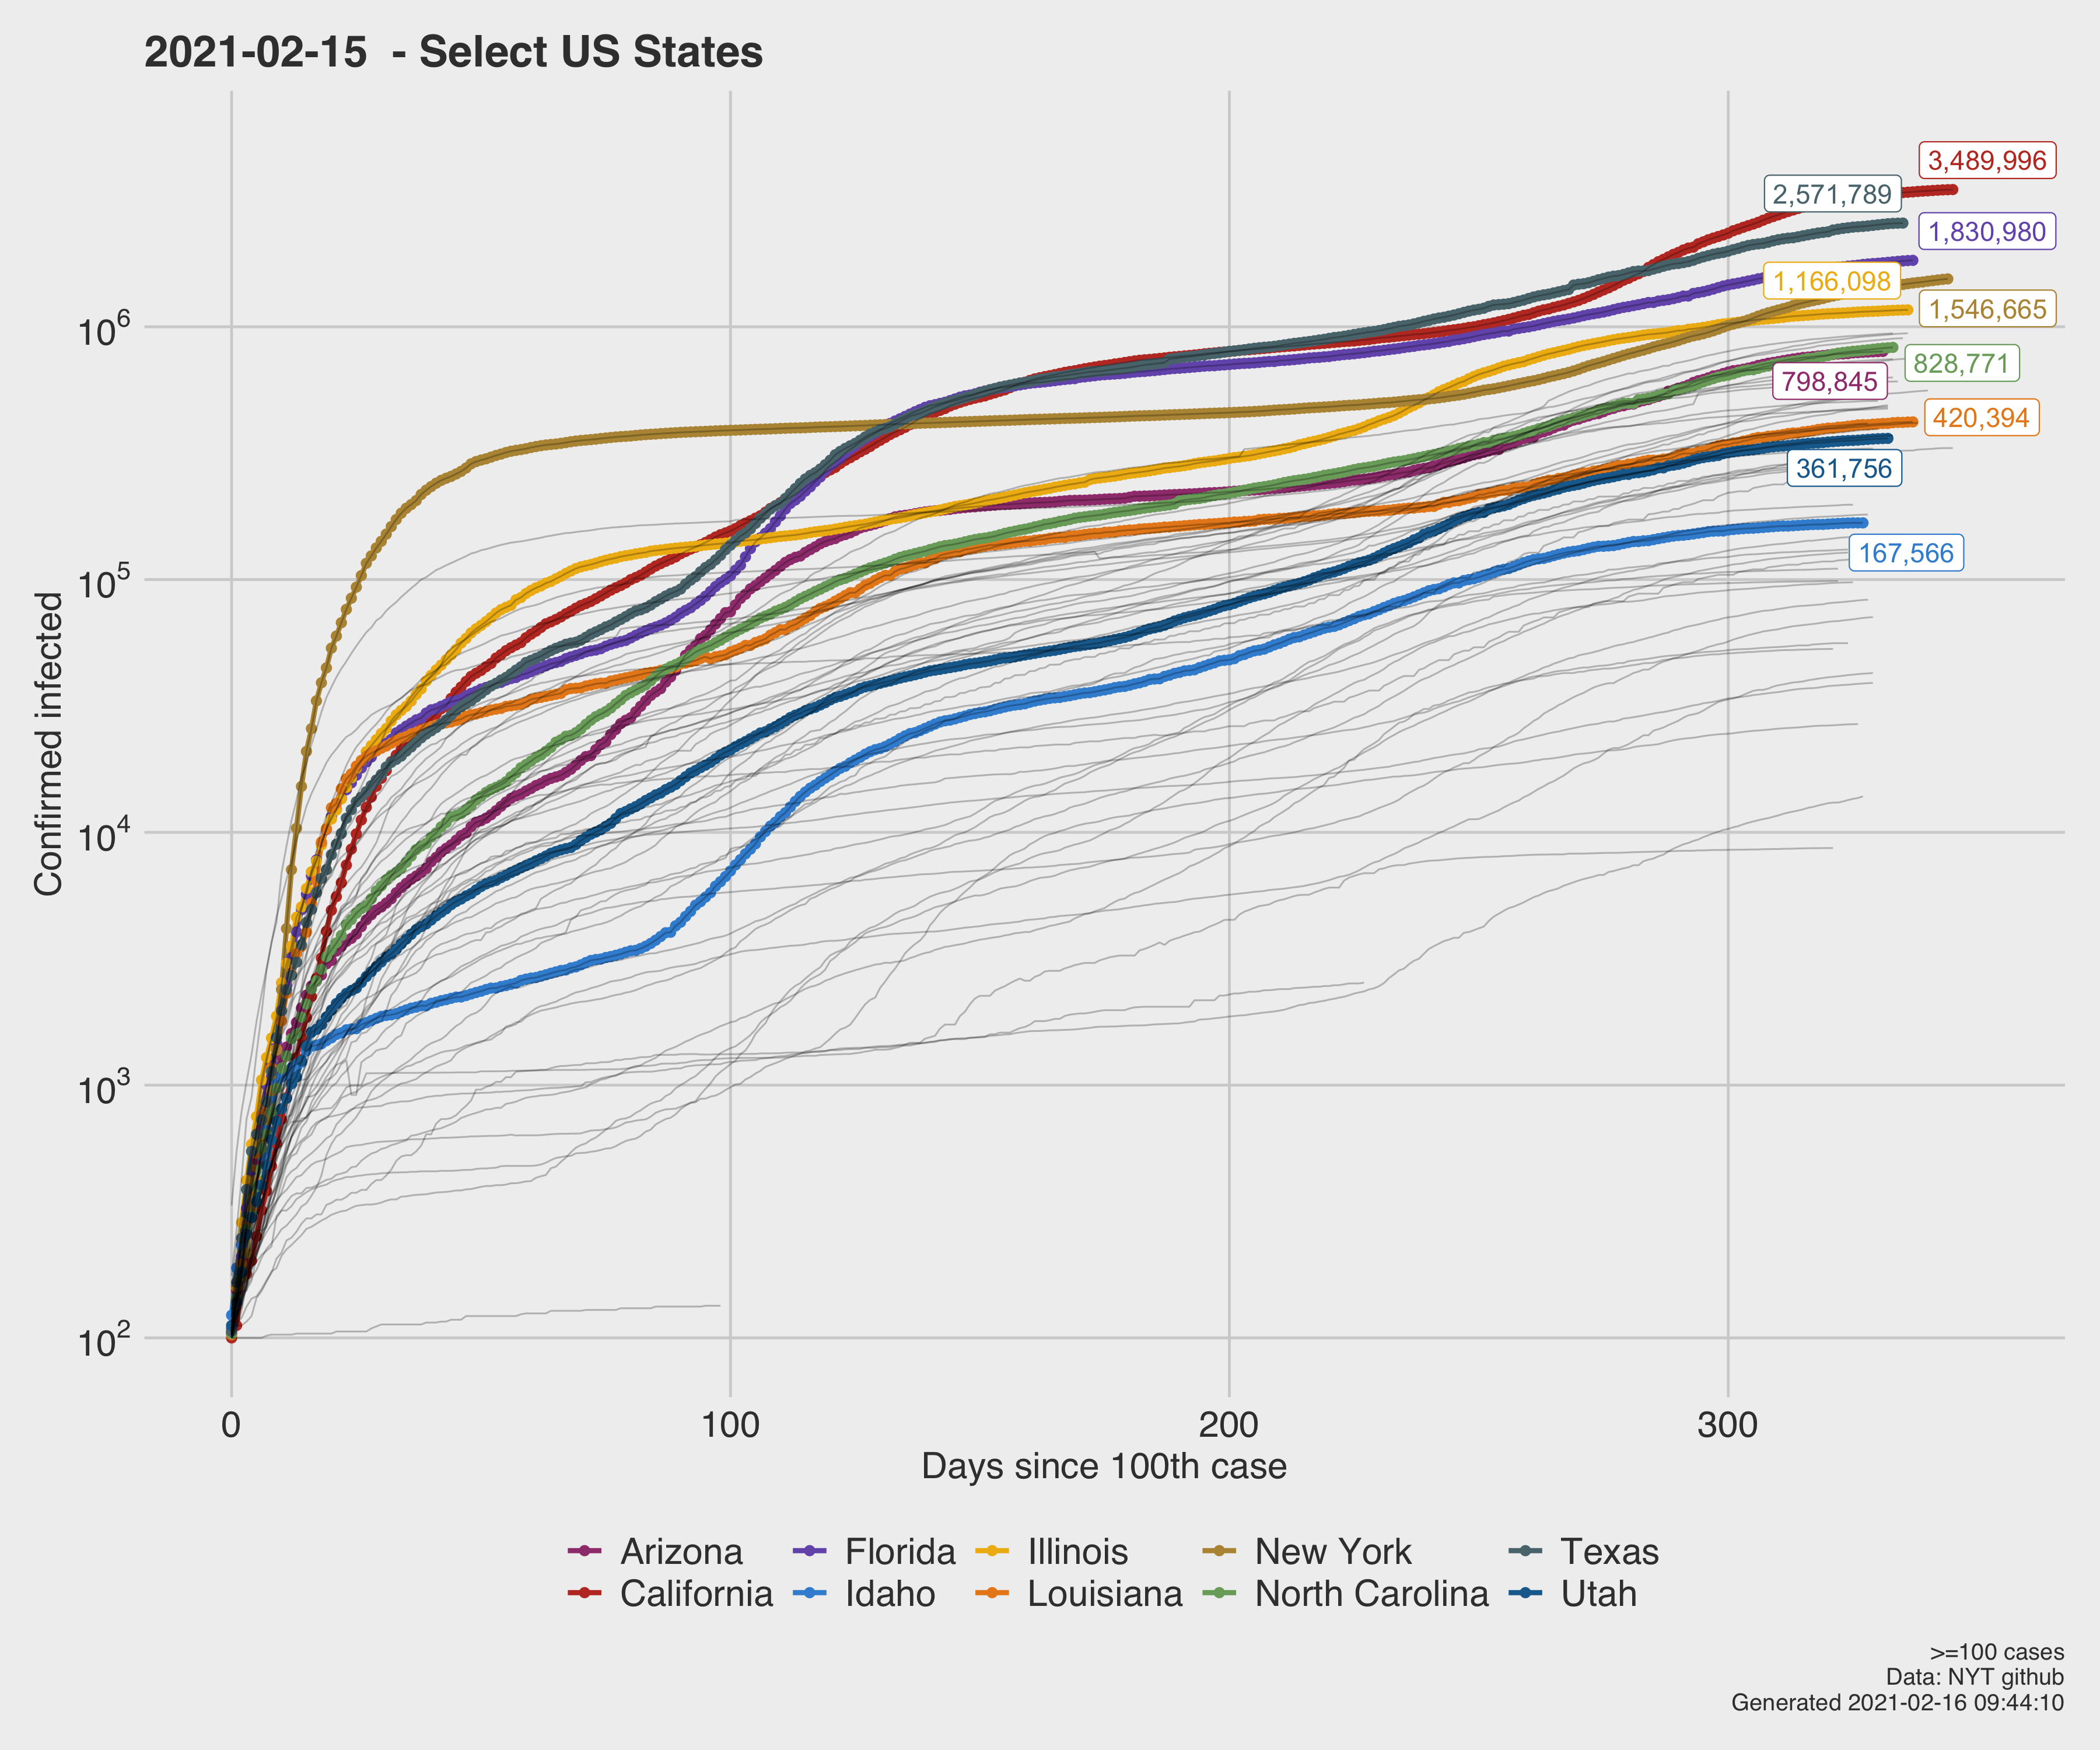 2021-02-15  - Select US States
3,489,996
2,571,789
1,830,980
1,166,098
1,546,665
828,771
798,845
420,394
361,756
167,566
Confirmed infected
10^6
10^5
10^4
10^3
10^2
0 100 200 300
Days since 100th case
Arizona Florida Illinois New York Texas
California Idaho Louisiana North Carolina Utah
>=100 cases
Data: NYT github
Generated 2021-02-16 09:44:10